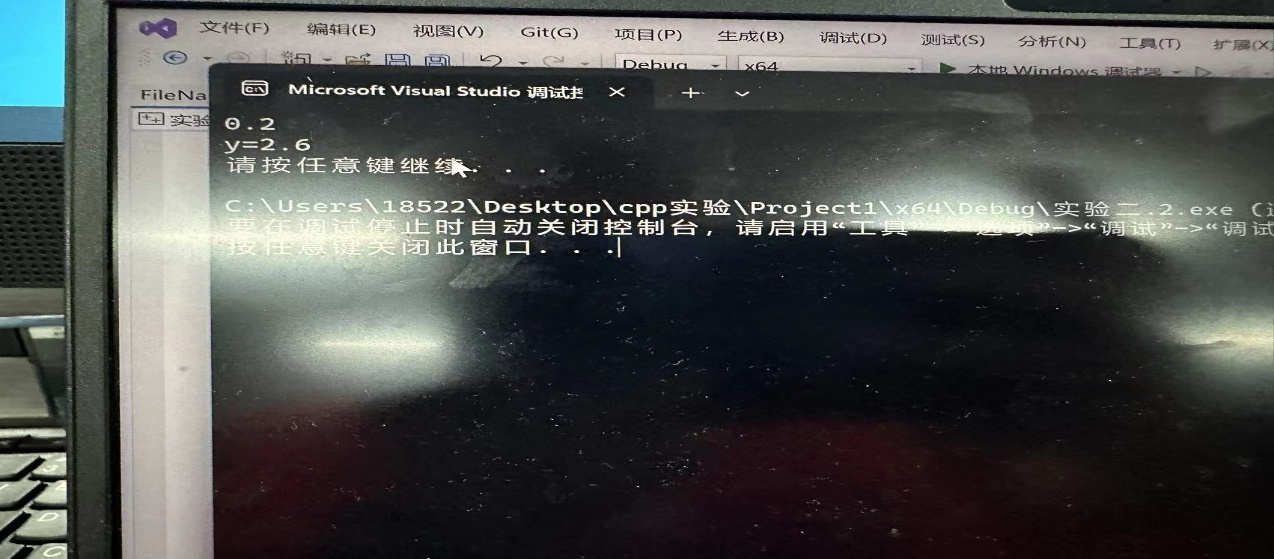 文件(F) 编辑(E) 视图(V) Git(G) 项目(P) 生成(B) 调试(D) 测试(S) 分析(N) 工具(T) 扩展(X)
Debug x64 本地 Windows 调试器
FileNa
Microsoft Visual Studio 调试控
实验
0.2
y=2.6
请按任意键继续. . .
C:\Users\18522\Desktop\cpp实验\Project1\x64\Debug\实验二.2.exe
要在调试停止时自动关闭控制台，请启用“工具”->“选项”->“调试”->“调试
按任意键关闭此窗口. . .